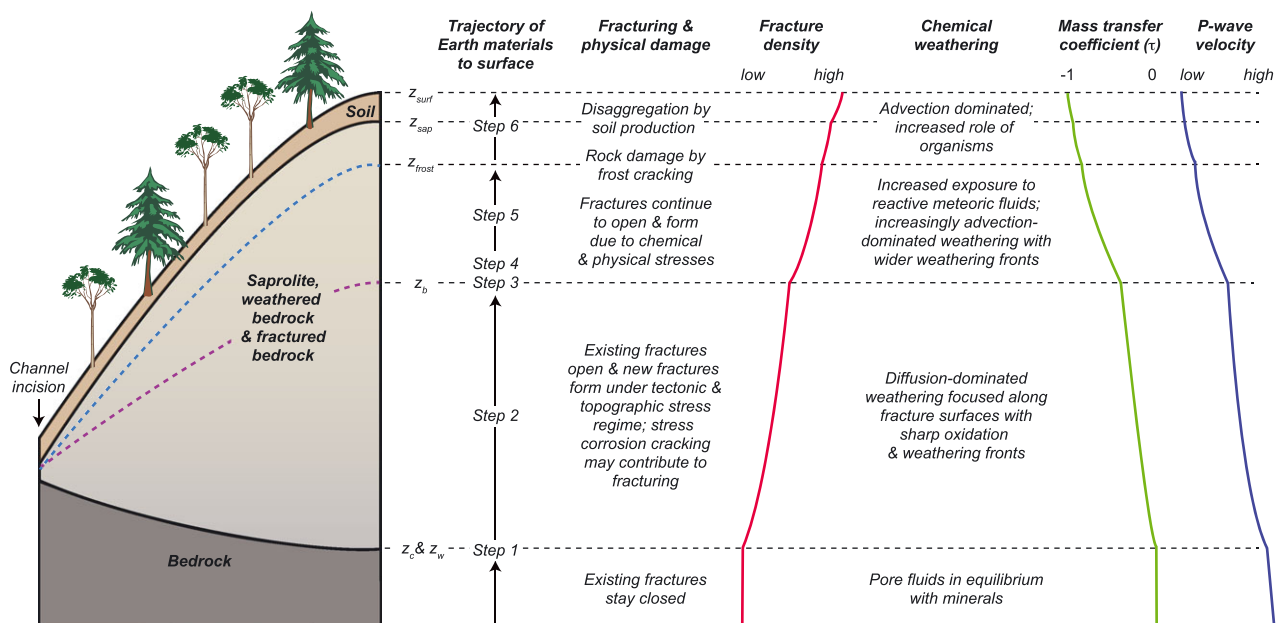 Trajectory of
Earth materials
to surface
Fracturing &
physical damage
Fracture
density
Chemical
weathering
Mass transfer
coefficient (τ)
P-wave
velocity
low high
-1 0
low high
z_surf
Soil
z_sap
Step 6
Disaggregation by
soil production
Advection dominated;
increased role of
organisms
z_frost
Rock damage by
frost cracking
Step 5
Fractures continue
to open & form
due to chemical
& physical stresses
Increased exposure to
reactive meteoric fluids;
increasingly advection-
dominated weathering with
wider weathering fronts
Step 4
z_b
Step 3
Saprolite,
weathered
bedrock
& fractured
bedrock
Channel
incision
Step 2
Existing fractures
open & new fractures
form under tectonic &
topographic stress
regime; stress
corrosion cracking
may contribute to
fracturing
Diffusion-dominated
weathering focused along
fracture surfaces with
sharp oxidation
& weathering fronts
z_c & z_w
Step 1
Bedrock
Existing fractures
stay closed
Pore fluids in equilibrium
with minerals